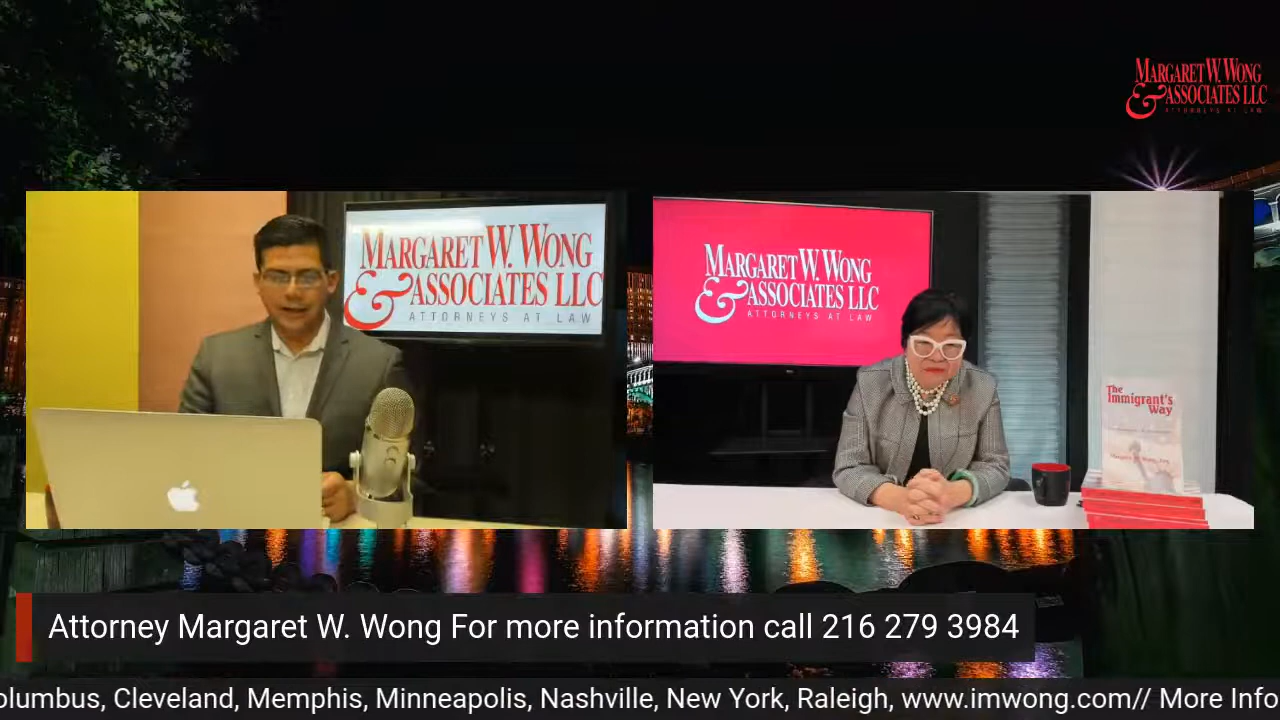 MARGARET W. WONG
& ASSOCIATES LLC
ATTORNEYS AT LAW
MARGARET W. WONG
& ASSOCIATES LLC
ATTORNEYS AT LAW
MARGARET W. WONG
& ASSOCIATES LLC
ATTORNEYS AT LAW
The
Immigrant's
Way
Attorney Margaret W. Wong For more information call 216 279 3984
olumbus, Cleveland, Memphis, Minneapolis, Nashville, New York, Raleigh, www.imwong.com// More Info